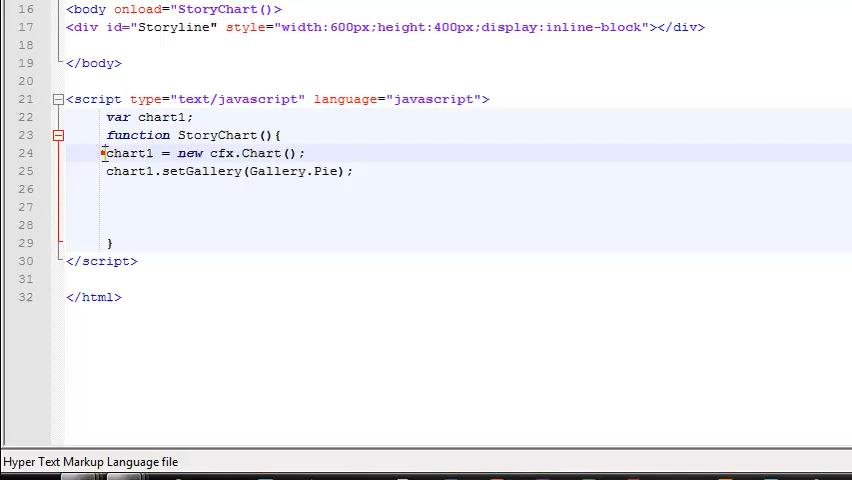 16 <body onload="StoryChart()>
17 <div id="Storyline" style="width:600px;height:400px;display:inline-block"></div>
18
19 </body>
20
21 <script type="text/jhavascript" language="javascript">
22 var chart1;
23 function StoryChart(){
24 chart1 = new cfx.Chart();
25 chart1.setGallery(Gallery.Pie);
26
27
28
29 }
30 </script>
31
32 </html>
Hyper Text Markup Language file